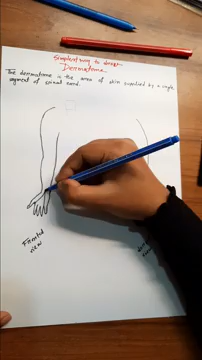 Simplest way to draw
Dermatome
The dermatome is the area of skin supplied by a single
segment of spinal cord.
view